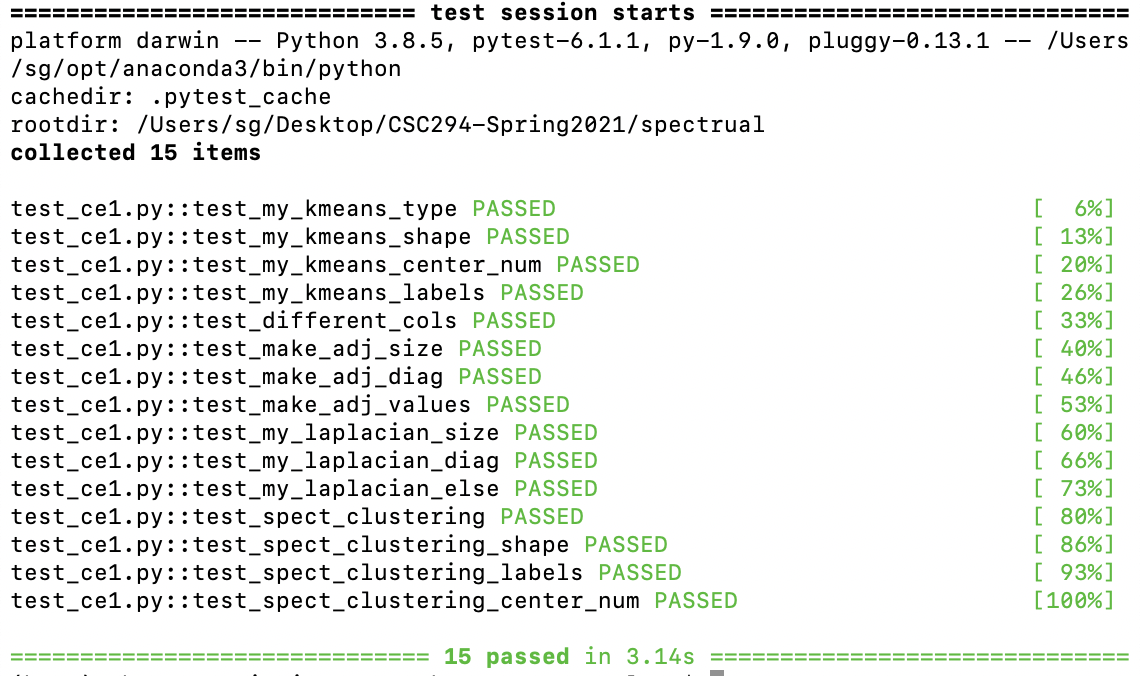 ============================= test session starts ==============================
platform darwin -- Python 3.8.5, pytest-6.1.1, py-1.9.0, pluggy-0.13.1 -- /Users
/sg/opt/anaconda3/bin/python
cachedir: .pytest_cache
rootdir: /Users/sg/Desktop/CSC294-Spring2021/spectrual
collected 15 items
test_ce1.py::test_my_kmeans_type PASSED [  6%]
test_ce1.py::test_my_kmeans_shape PASSED [ 13%]
test_ce1.py::test_my_kmeans_center_num PASSED [ 20%]
test_ce1.py::test_my_kmeans_labels PASSED [ 26%]
test_ce1.py::test_different_cols PASSED [ 33%]
test_ce1.py::test_make_adj_size PASSED [ 40%]
test_ce1.py::test_make_adj_diag PASSED [ 46%]
test_ce1.py::test_make_adj_values PASSED [ 53%]
test_ce1.py::test_my_laplacian_size PASSED [ 60%]
test_ce1.py::test_my_laplacian_diag PASSED [ 66%]
test_ce1.py::test_my_laplacian_else PASSED [ 73%]
test_ce1.py::test_spect_clustering PASSED [ 80%]
test_ce1.py::test_spect_clustering_shape PASSED [ 86%]
test_ce1.py::test_spect_clustering_labels PASSED [ 93%]
test_ce1.py::test_spect_clustering_center_num PASSED [100%]
============================== 15 passed in 3.14s ==============================